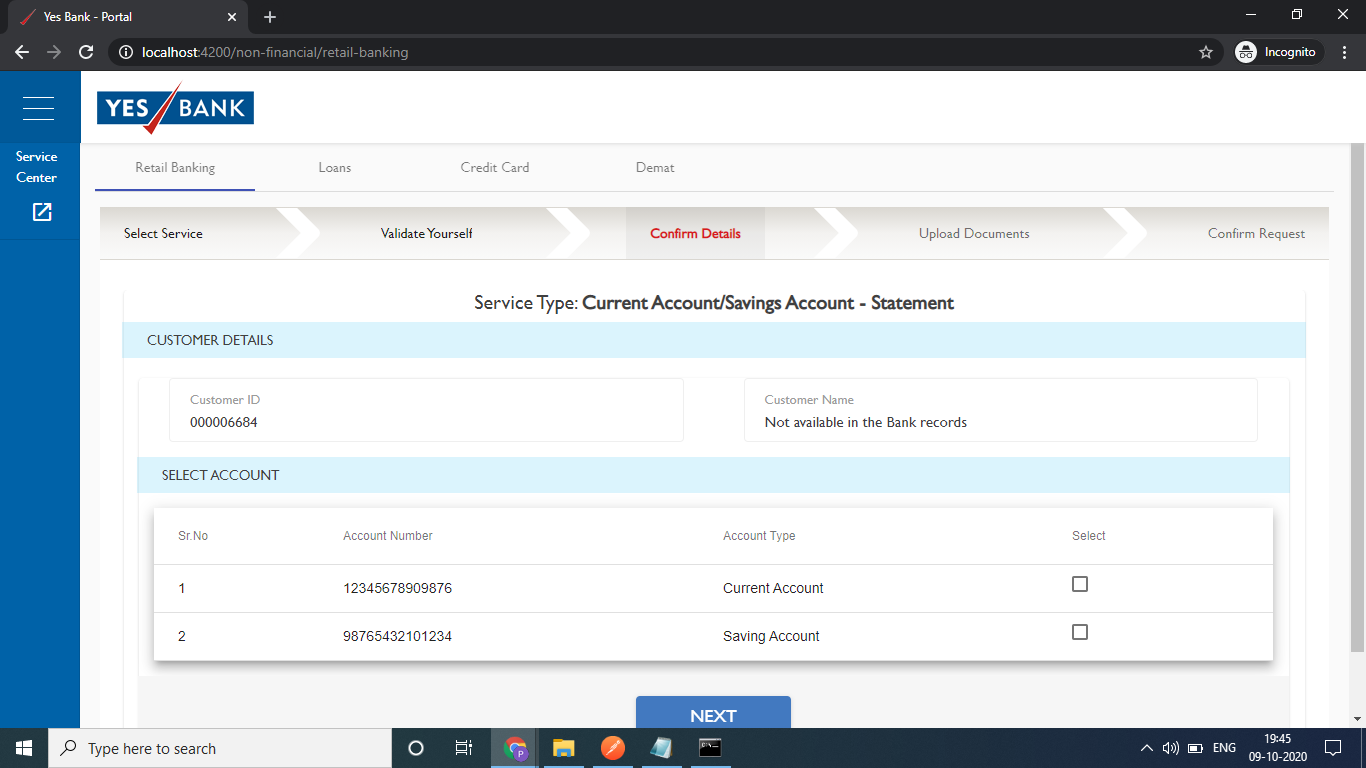 Yes Bank - Portal
localhost:4200/non-financial/retail-banking
Incognito
YES BANK
Service
Center
Retail Banking Loans Credit Card Demat
Select Service Validate Yourself Confirm Details Upload Documents Confirm Request
Service Type: Current Account/Savings Account - Statement
CUSTOMER DETAILS
Customer ID Customer Name
000006684 Not available in the Bank records
SELECT ACCOUNT
Sr.No Account Number Account Type Select
1 12345678909876 Current Account
2 98765432101234 Saving Account
NEXT
Type here to search
P
ENG
19:45
09-10-2020